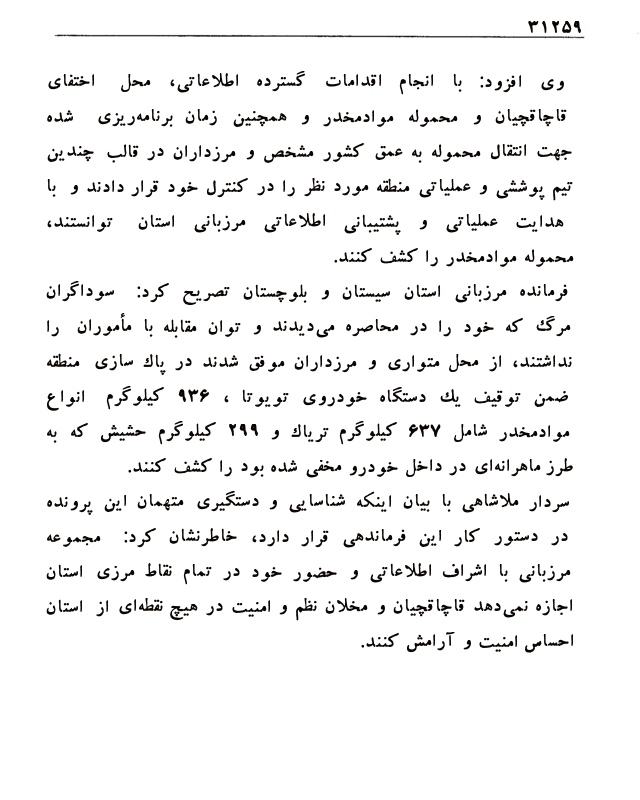 ۳۱۲۵۹
وی افزود: با انجام اقدامات گسترده اطلاعاتی، محل اختفای
قاچاقچیان و محموله موادمخدر و همچنین زمان برنامه‌ریزی شده
جهت انتقال محموله به عمق کشور مشخص و مرزداران در قالب چندین
تیم پوششی و عملیاتی منطقه مورد نظر را در کنترل خود قرار دادند و با
هدایت عملیاتی و پشتیبانی اطلاعاتی مرزبانی استان توانستند،
محموله موادمخدر را کشف کنند.
فرمانده مرزبانی استان سیستان و بلوچستان تصریح کرد: سوداگران
مرگ که خود را در محاصره می‌دیدند و توان مقابله با مأموران را
نداشتند، از محل متواری و مرزداران موفق شدند در پاك سازی منطقه
ضمن توقیف یك دستگاه خودروی تویوتا ، ۹۳۶ کیلوگرم انواع
موادمخدر شامل ۶۳۷ کیلوگرم تریاك و ۲۹۹ کیلوگرم حشیش که به
طرز ماهرانه‌ای در داخل خودرو مخفی شده بود را کشف کنند.
سردار ملاشاهی با بیان اینکه شناسایی و دستگیری متهمان این پرونده
در دستور کار این فرماندهی قرار دارد، خاطرنشان کرد: مجموعه
مرزبانی با اشراف اطلاعاتی و حضور خود در تمام نقاط مرزی استان
اجازه نمی‌دهد قاچاقچیان و مخلان نظم و امنیت در هیچ نقطه‌ای از استان
احساس امنیت و آرامش کنند.